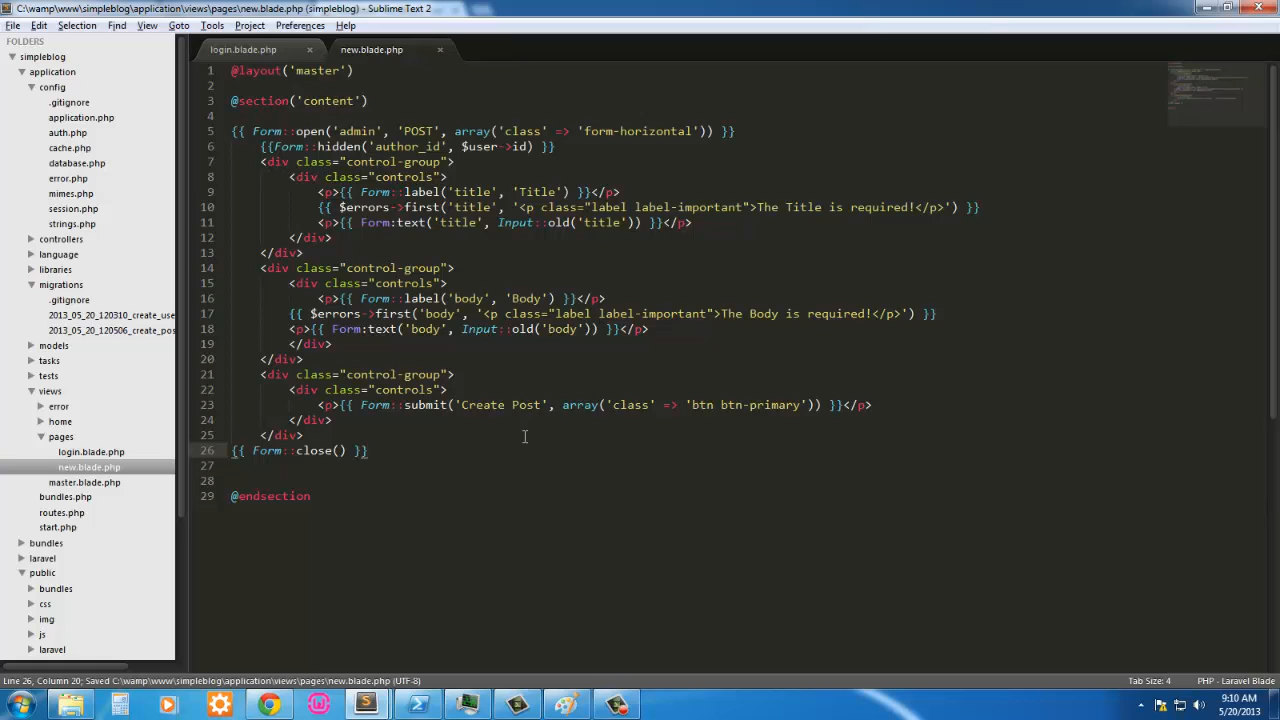 C:\wamp\www\simpleblog\application\views\pages\new.blade.php (simpleblog) - Sublime Text 2
File Edit Selection Find View Goto Tools Project Preferences Help
FOLDERS
simpleblog
application
config
.gitignore
application.php
auth.php
cache.php
database.php
error.php
mimes.php
session.php
strings.php
controllers
language
libraries
migrations
.gitignore
2013_05_20_120310_create_use
2013_05_20_120506_create_pos
models
tasks
tests
views
error
home
pages
login.blade.php
new.blade.php
master.blade.php
bundles.php
routes.php
start.php
bundles
laravel
public
bundles
css
img
js
laravel
login.blade.php × new.blade.php ×
1 @layout('master')
2
3 @section('content')
4
5 {{ Form::open('admin', 'POST', array('class' => 'form-horizontal')) }}
6 {{Form::hidden('author_id', $user->id) }}
7 <div class="control-group">
8 <div class="controls">
9 <p>{{ Form::label('title', 'Title') }}</p>
10 {{ $errors->first('title', '<p class="label label-important">The Title is required!</p>') }}
11 <p>{{ Form:text('title', Input::old('title')) }}</p>
12 </div>
13 </div>
14 <div class="control-group">
15 <div class="controls">
16 <p>{{ Form::label('body', 'Body') }}</p>
17 {{ $errors->first('body', '<p class="label label-important">The Body is required!</p>') }}
18 <p>{{ Form:text('body', Input::old('body')) }}</p>
19 </div>
20 </div>
21 <div class="control-group">
22 <div class="controls">
23 <p>{{ Form::submit('Create Post', array('class' => 'btn btn-primary')) }}</p>
24 </div>
25 </div>
26 {{ Form::close() }}
27
28
29 @endsection
Line 26, Column 20; Saved C:\wamp\www\simpleblog\application\views\pages\new.blade.php (UTF-8) Tab Size: 4 PHP - Laravel Blade
9:10 AM
5/20/2013